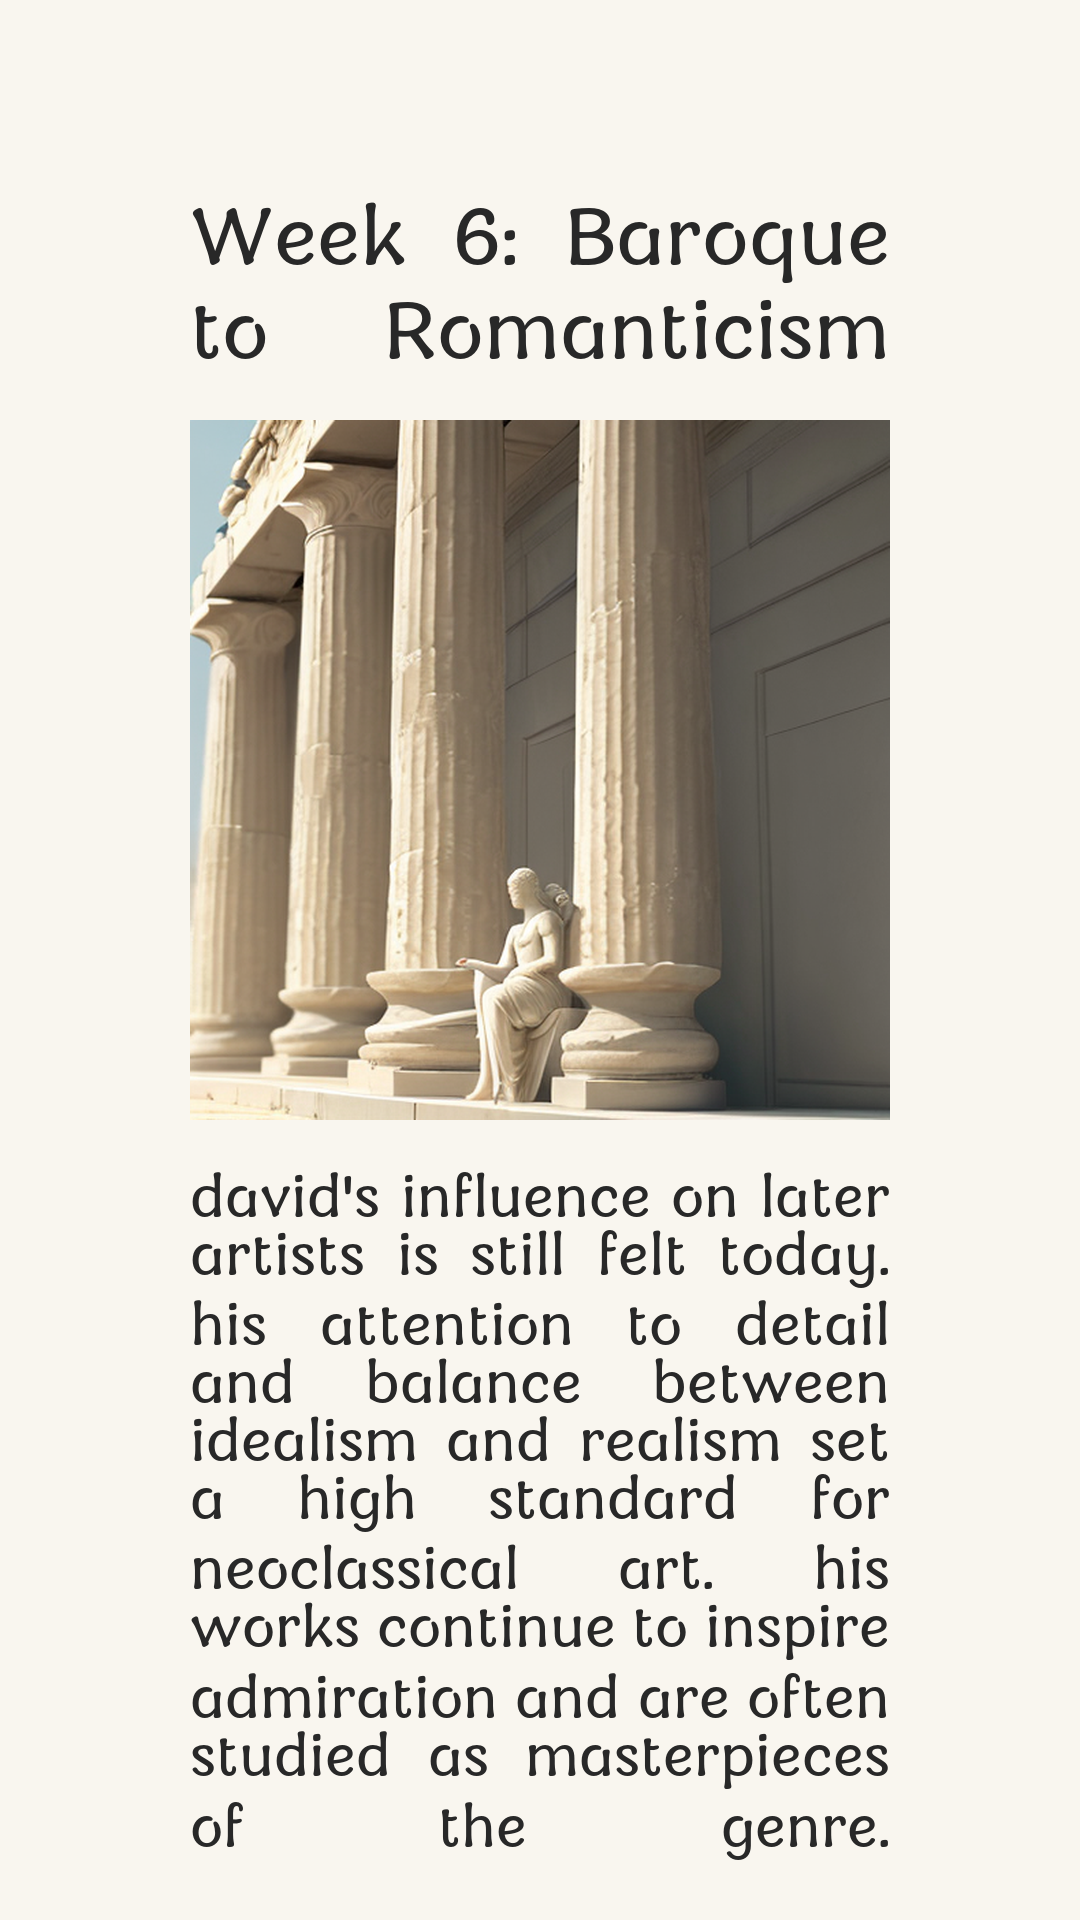 Week 6: Baroque
to Romanticism
david's influence on later
artists is still felt today.
his attention to detail
and balance between
idealism and realism set
a high standard for
neoclassical art. his
works continue to inspire
admiration and are often
studied as masterpieces
of the genre.